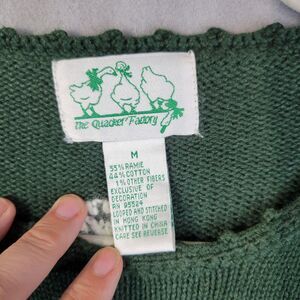 The Quacker Factory
M
55% RAMIE
44% COTTON
1% OTHER FIBERS
EXCLUSIVE OF
DECORATION
RN 95524
LOOPED AND STITCHED
IN HONG KONG
KNITTED IN CHINA
CARE SEE REVERSE